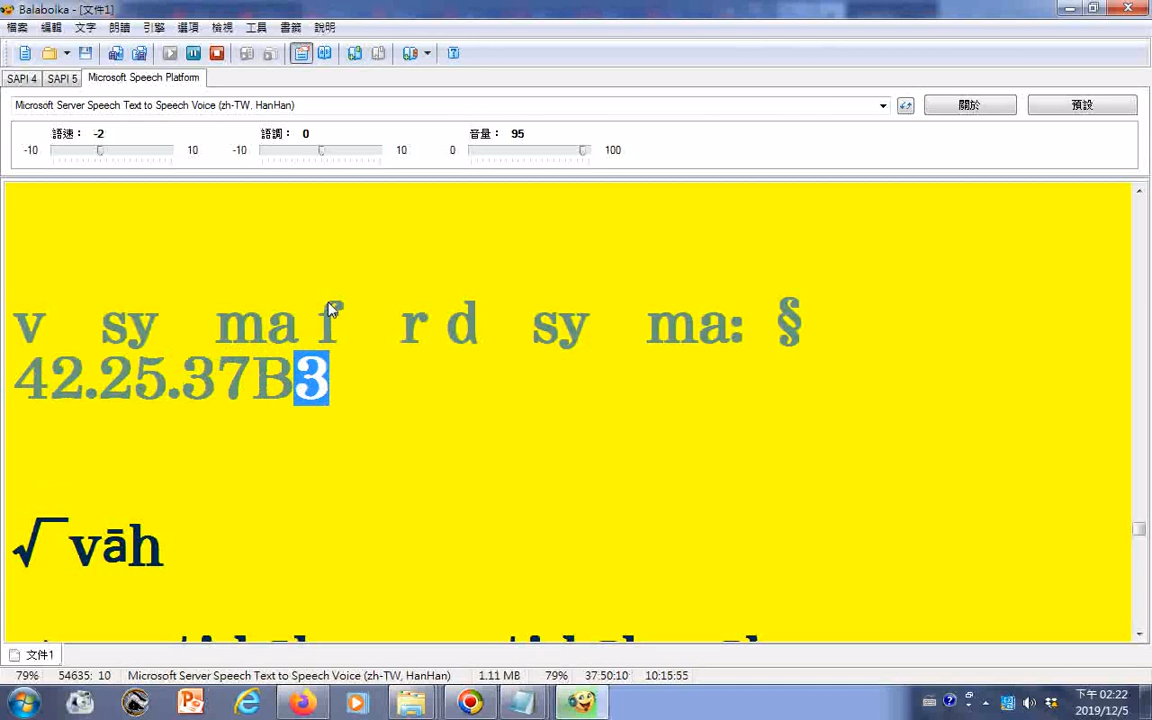 Balabolka - [文件1]
檔案 編輯 文字 朗讀 引擎 選項 檢視 工具 書籤 說明
SAPI 4 SAPI 5 Microsoft Speech Platform
Microsoft Server Speech Text to Speech Voice (zh-TW, HanHan) 關於 預設
語速： -2 語調： 0 音量： 95
-10 10 -10 10 0 100
v sy ma f r d sy ma: §
42.25.37B3
√vāh
文件1
79% 54635: 10 Microsoft Server Speech Text to Speech Voice (zh-TW, HanHan) 1.11 MB 79% 37:50:10 10:15:55
下午 02:22
2019/12/5